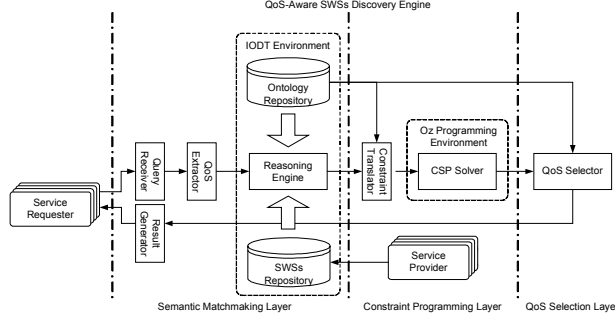 QoS-Aware SWSs Discovery Engine
IODT Environment
Ontology
Repository
Oz Programming
Environment
Query
Receiver
QoS
Extractor
Reasoning
Engine
Constraint
Translator
CSP Solver
QoS Selector
Service
Requester
Result
Generator
SWSs
Repository
Service
Provider
Semantic Matchmaking Layer
Constraint Programming Layer
QoS Selection Layer